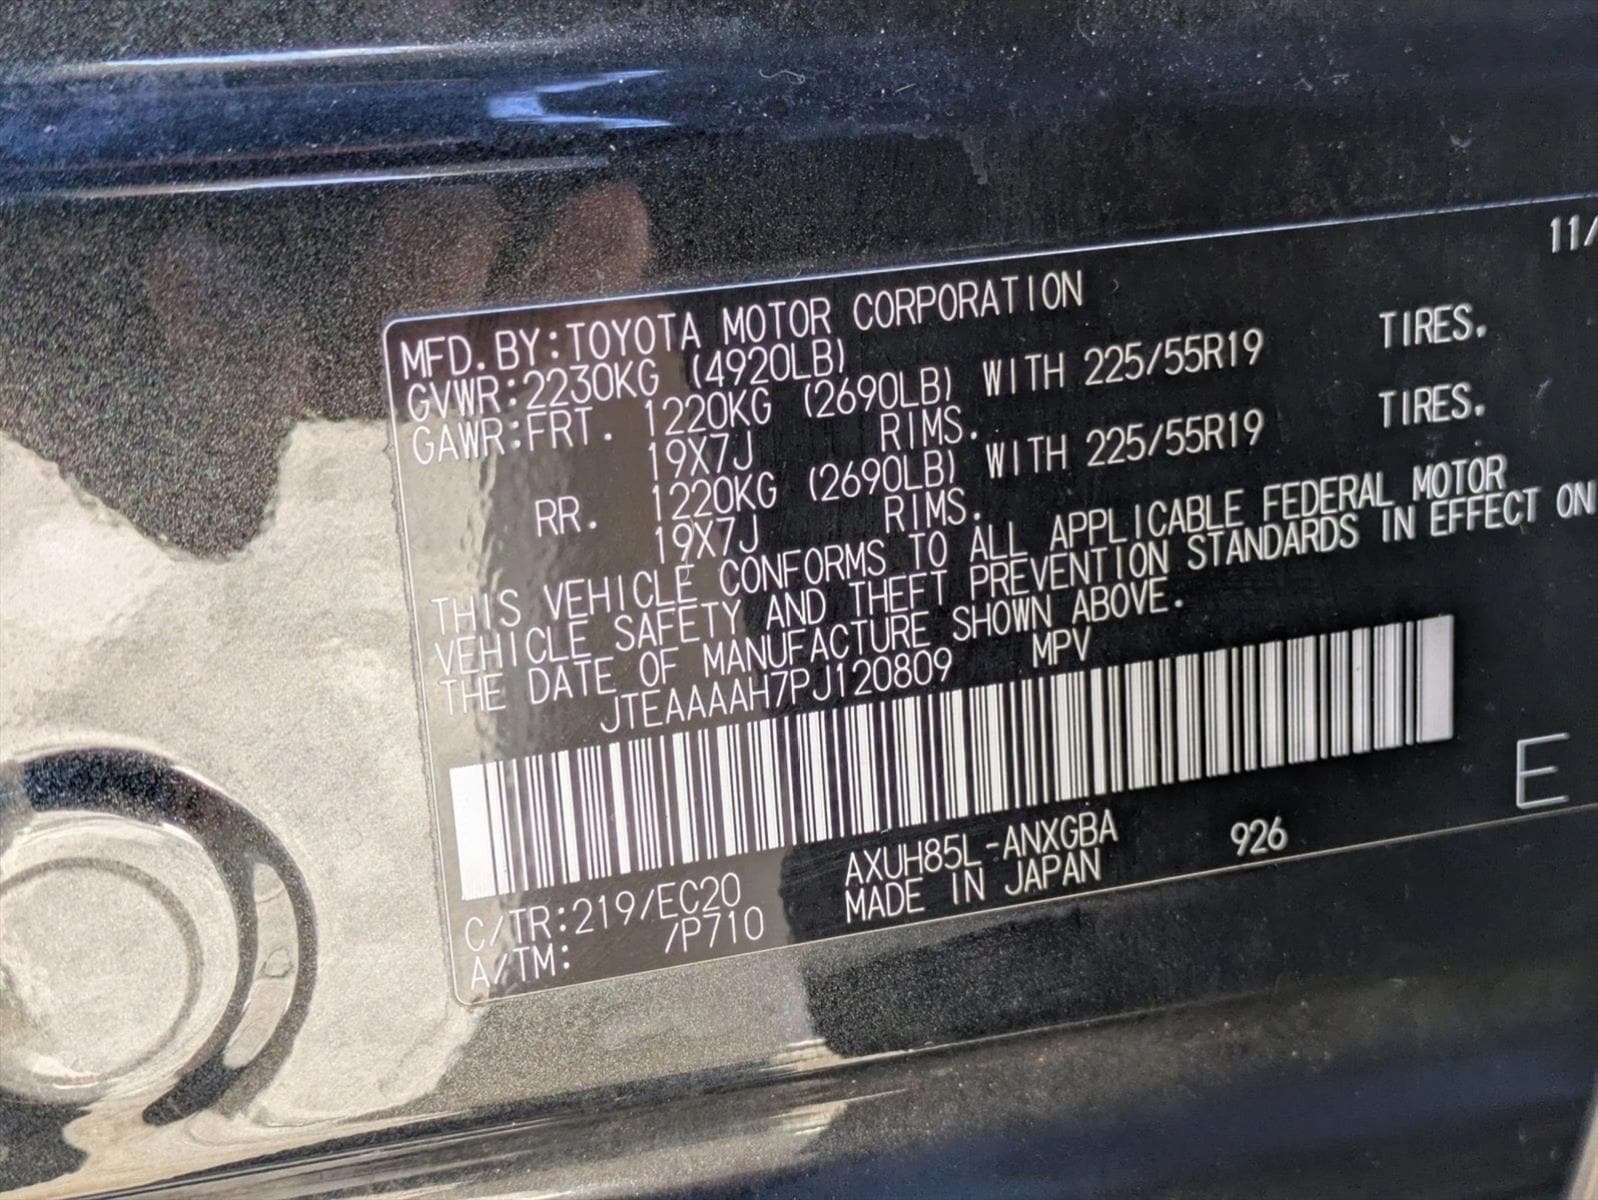 11/
MFD.BY:TOYOTA MOTOR CORPORATION
GVWR:2230KG (4920LB)
GAWR:FRT. 1220KG (2690LB) WITH 225/55R19 TIRES.
19X7J RIMS.
RR. 1220KG (2690LB) WITH 225/55R19 TIRES.
19X7J RIMS.
THIS VEHICLE CONFORMS TO ALL APPLICABLE FEDERAL MOTOR
VEHICLE SAFETY AND THEFT PREVENTION STANDARDS IN EFFECT ON
THE DATE OF MANUFACTURE SHOWN ABOVE.
JTEAAAAH7PJ120809 MPV
E
C/TR:219/EC20 AXUH85L-ANXGBA 926
A/TM: /P710 MADE IN JAPAN